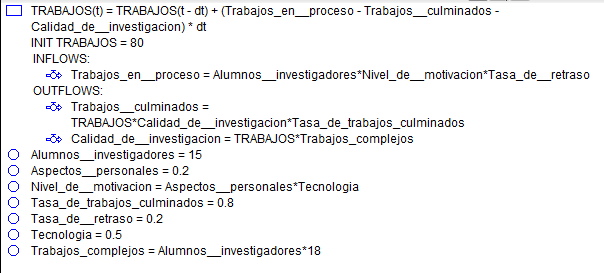 TRABAJOS(t) = TRABAJOS(t - dt) + (Trabajos_en__proceso - Trabajos__culminados -
Calidad_de__investigacion) * dt
INIT TRABAJOS = 80
INFLOWS:
Trabajos_en__proceso = Alumnos__investigadores*Nivel_de__motivacion*Tasa_de__retraso
OUTFLOWS:
Trabajos__culminados =
TRABAJOS*Calidad_de__investigacion*Tasa_de_trabajos_culminados
Calidad_de__investigacion = TRABAJOS*Trabajos_complejos
Alumnos__investigadores = 15
Aspectos__personales = 0.2
Nivel_de__motivacion = Aspectos__personales*Tecnologia
Tasa_de_trabajos_culminados = 0.8
Tasa_de__retraso = 0.2
Tecnologia = 0.5
Trabajos_complejos = Alumnos__investigadores*18